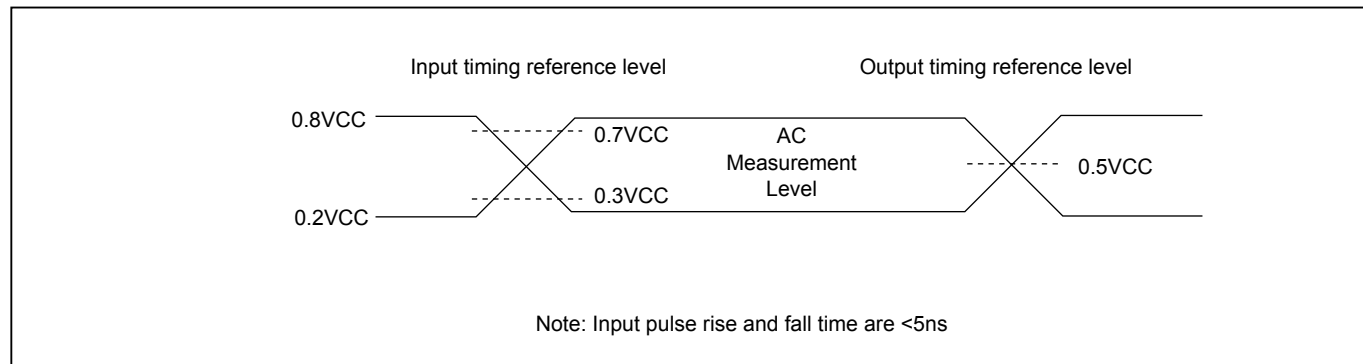 Input timing reference level
Output timing reference level
0.8VCC
0.7VCC
AC
Measurement
Level
0.5VCC
0.3VCC
0.2VCC
Note: Input pulse rise and fall time are <5ns